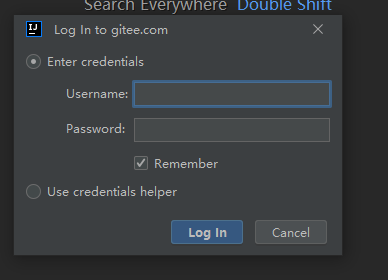 Search Everywhere Double Shift
IJ
Log In to gitee.com
Enter credentials
Username:
Password:
Remember
Use credentials helper
Log In Cancel